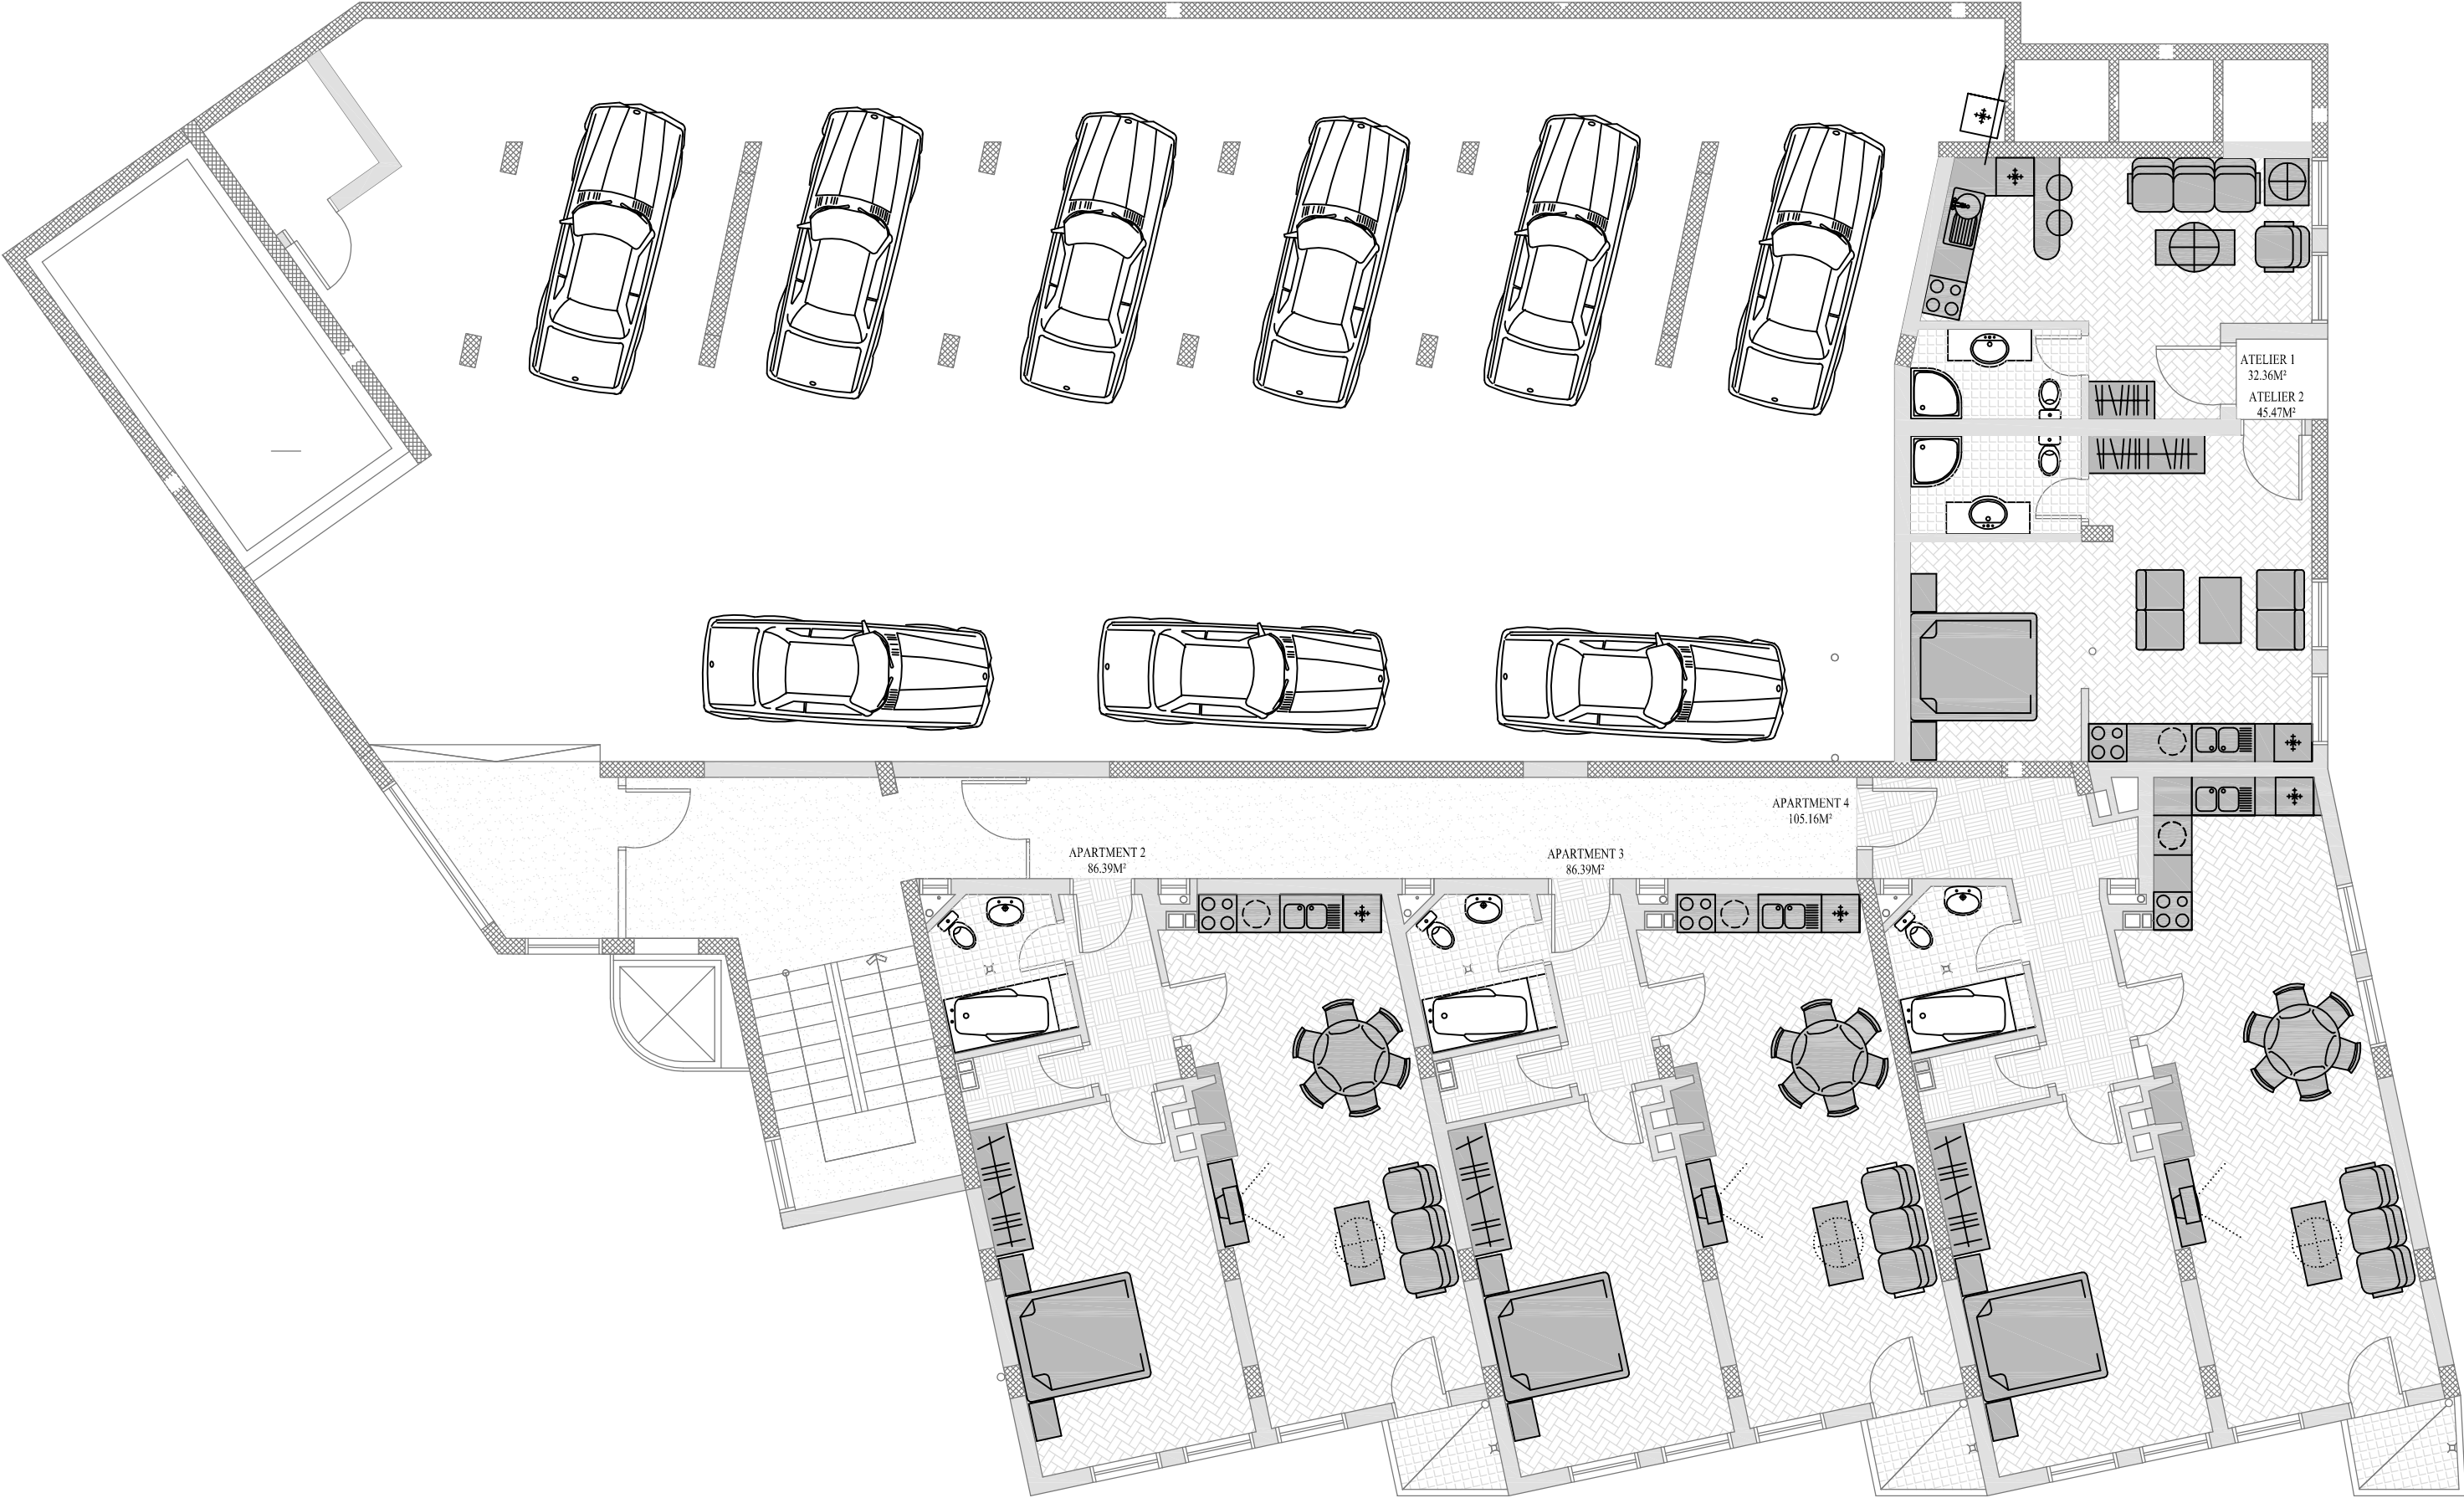 ATELIER 1
32.36M²
ATELIER 2
45.47M²
APARTMENT 4
105.16M²
APARTMENT 2
86.39M²
APARTMENT 3
86.39M²